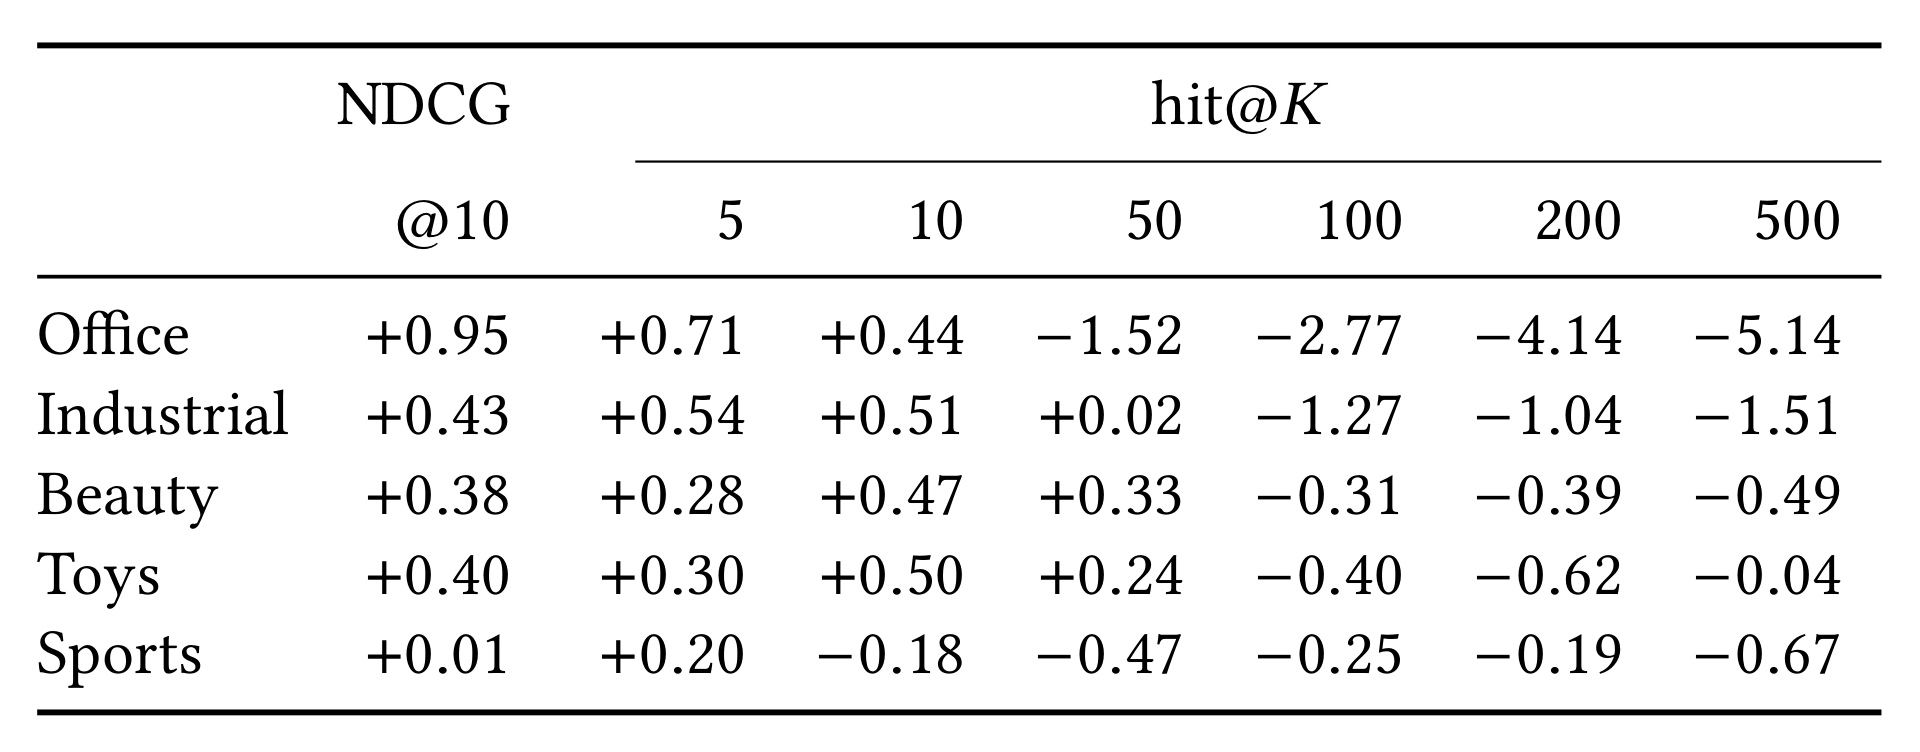 NDCG hit@K
@10 5 10 50 100 200 500
Office +0.95 +0.71 +0.44 −1.52 −2.77 −4.14 −5.14
Industrial +0.43 +0.54 +0.51 +0.02 −1.27 −1.04 −1.51
Beauty +0.38 +0.28 +0.47 +0.33 −0.31 −0.39 −0.49
Toys +0.40 +0.30 +0.50 +0.24 −0.40 −0.62 −0.04
Sports +0.01 +0.20 −0.18 −0.47 −0.25 −0.19 −0.67